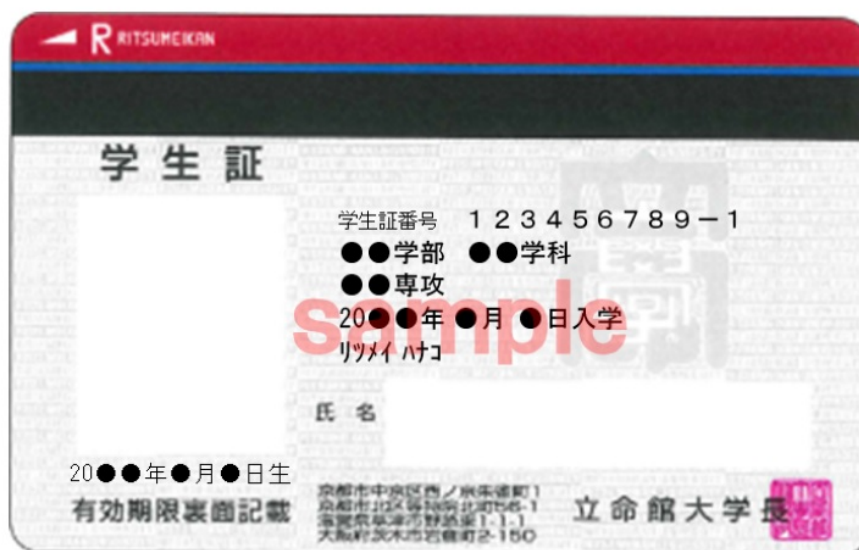 R RITSUMEIKAN
学生証
学生証番号 123456789-1
●●学部 ●●学科
●●専攻
20●●年●月●日入学
sample
リツメイ ハナコ
氏名
20●●年●月●日生
有効期限裏面記載
京都市中京区西ノ京朱雀町1
京都市北区等持院北町56-1
滋賀県草津市野路東1-1-1
大阪府茨木市岩倉町2-150
立命館大学長